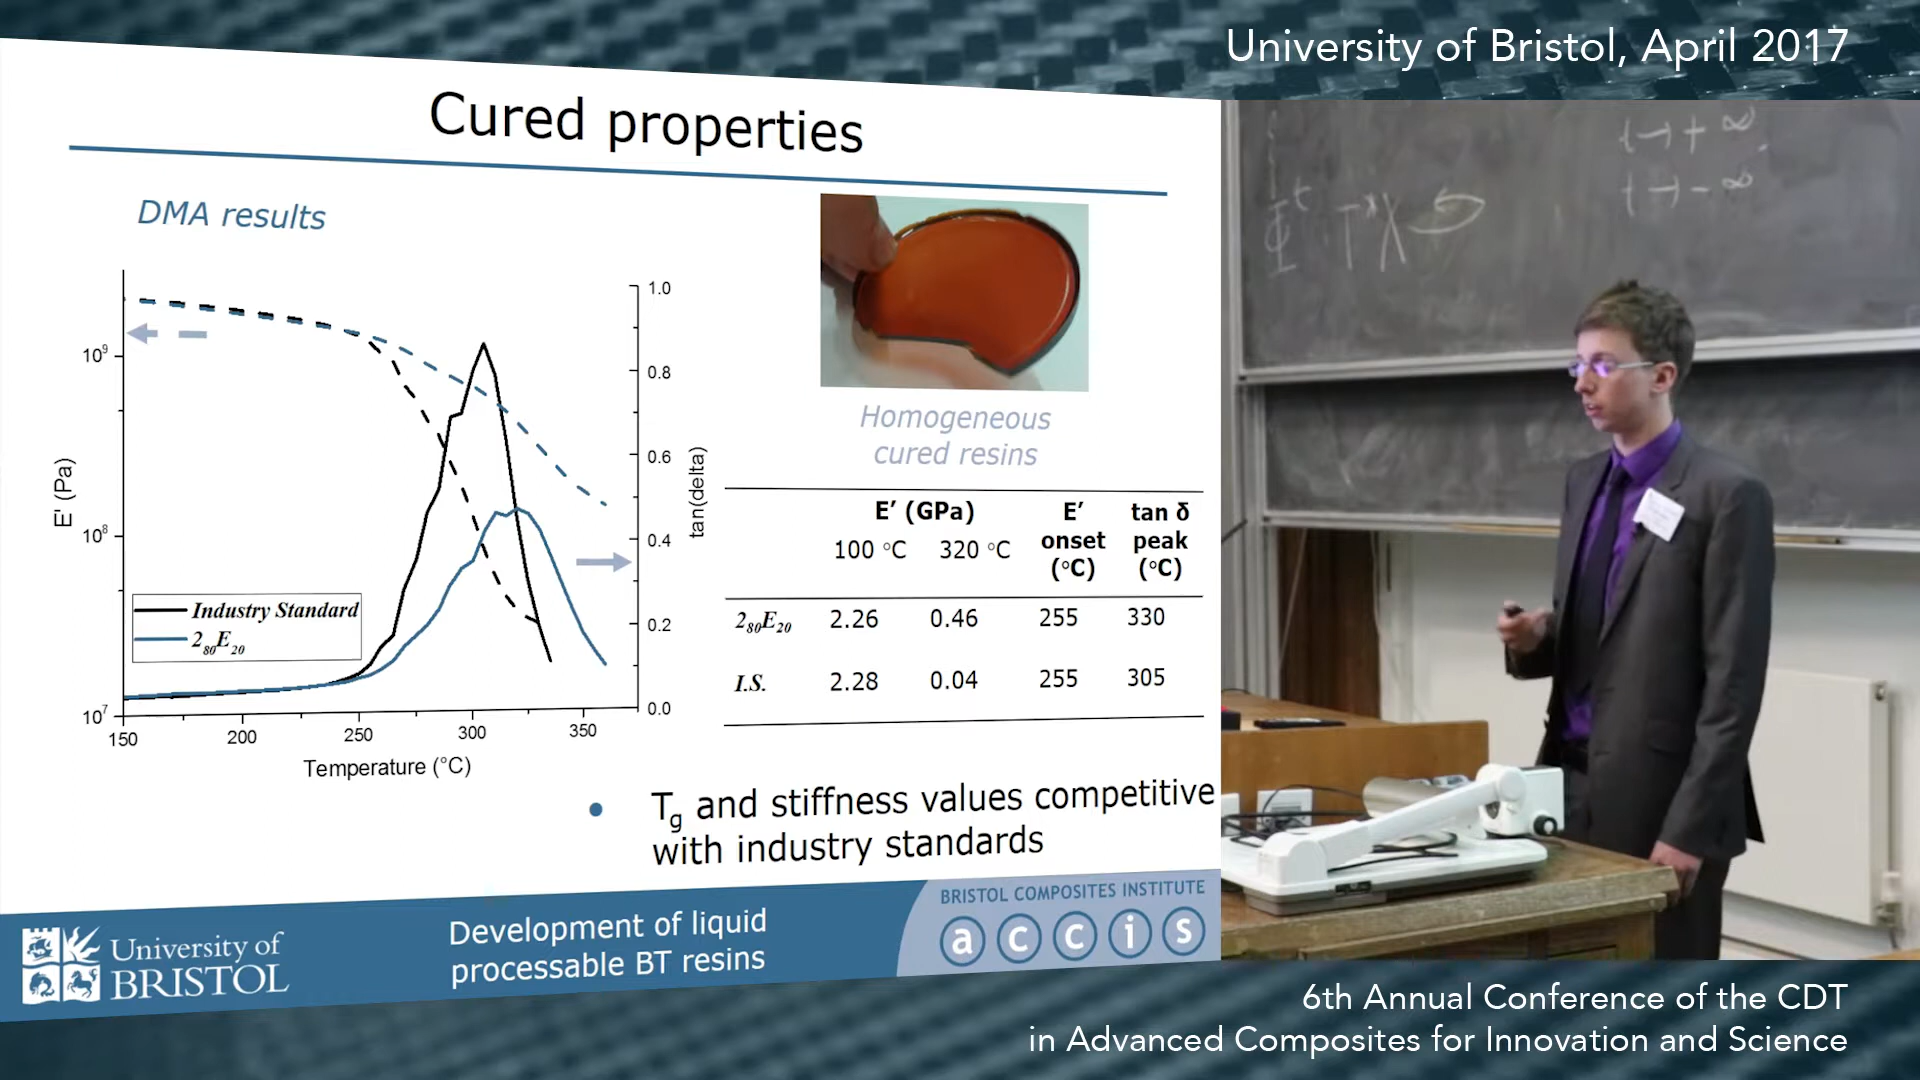 University of Bristol, April 2017
Cured properties
DMA results
E' (Pa)
10⁹
10⁸
10⁷
150
200
250
300
350
Temperature (°C)
1.0
0.8
0.6
0.4
0.2
0.0
tan(delta)
Industry Standard
2₈₀E₂₀
Homogeneous
cured resins
E’ (GPa) E’ tan δ
100 °C 320 °C onset peak
(°C) (°C)
2₈₀E₂₀ 2.26 0.46 255 330
I.S. 2.28 0.04 255 305
• Tg and stiffness values competitive
with industry standards
University of
BRISTOL
Development of liquid
processable BT resins
BRISTOL COMPOSITES INSTITUTE
accis
6th Annual Conference of the CDT
in Advanced Composites for Innovation and Science